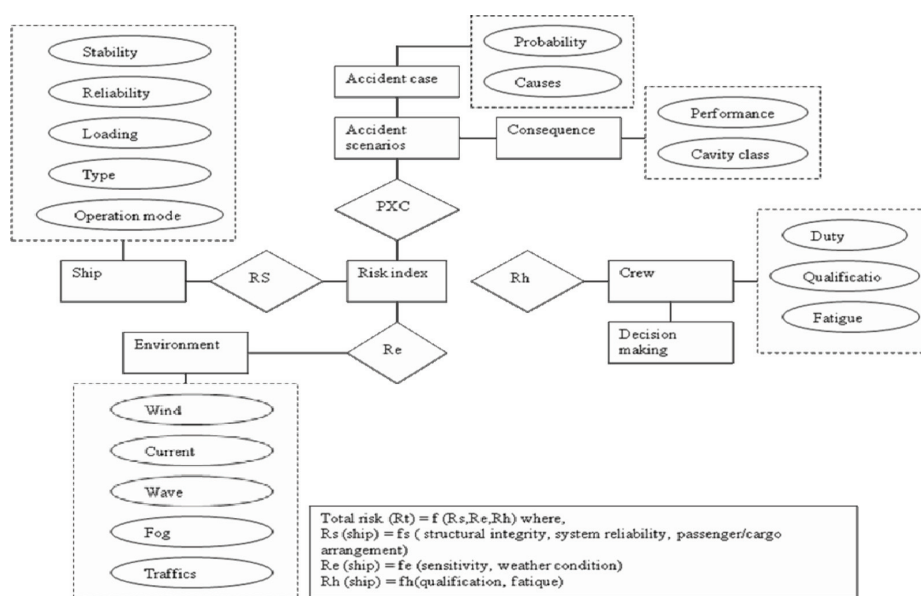 Stability
Reliability
Loading
Type
Operation mode
Probability
Causes
Accident case
Accident
scenarios
Consequence
Performance
Cavity class
PXC
Ship
RS
Risk index
Rh
Crew
Decision
making
Duty
Qualificatio
Fatigue
Environment
Re
Wind
Current
Wave
Fog
Traffics
Total risk (Rt) = f (Rs,Re,Rh) where,
Rs (ship) = fs ( structural integrity, system reliability, passenger/cargo
arrangement)
Re (ship) = fe (sensitivity, weather condition)
Rh (ship) = fh(qualification, fatique)